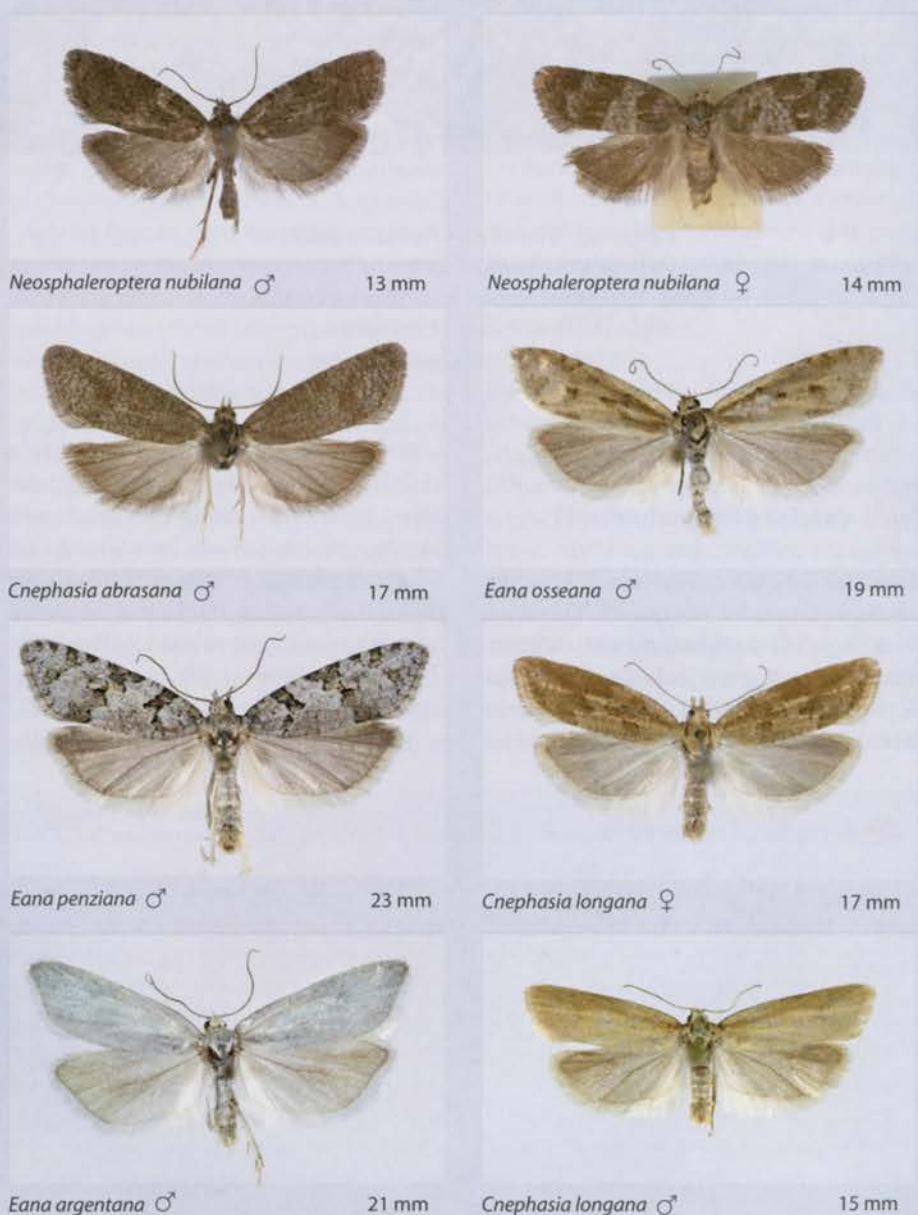 Neosphaleroptera nubilana ♂ 13 mm
Neosphaleroptera nubilana ♀ 14 mm
Cnephasia abrasana ♂ 17 mm
Eana osseana ♂ 19 mm
Eana penziana ♂ 23 mm
Cnephasia longana ♀ 17 mm
Eana argentana ♂ 21 mm
Cnephasia longana ♂ 15 mm